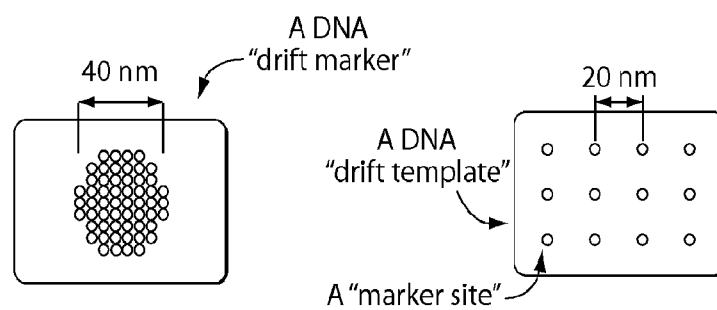 A DNA
“drift marker”
40 nm
20 nm
A DNA
“drift template”
A “marker site”